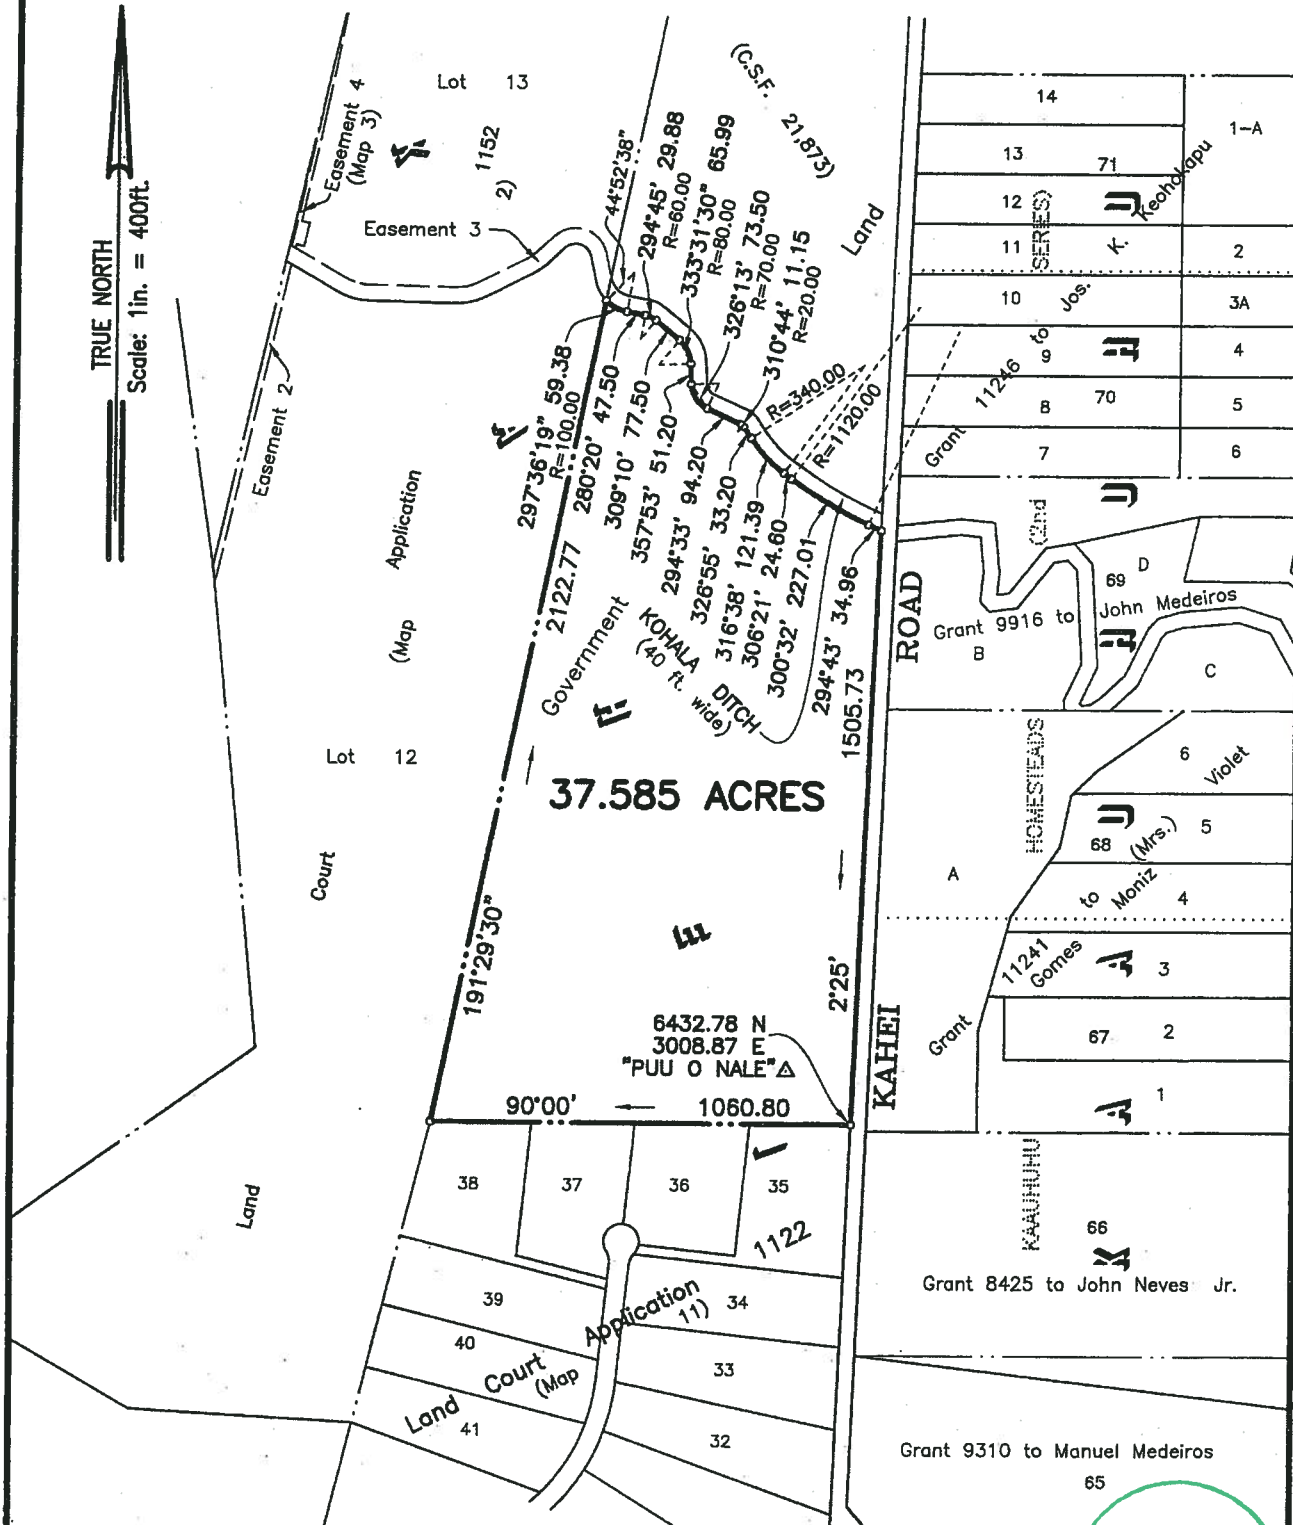 TRUE NORTH
Scale: 1in. = 400ft.
Easement 4
(Map 3)
Lot 13
1152
2)
Easement 3
Easement 2
(C.S.F. 21,873)
Land
44°52'38"
294°45' 29.88
R=60.00
333°31'30" 65.99
R=80.00
326°13' 73.50
R=70.00
310°44' 11.15
R=20.00
R=340.00
R=1120.00
297°36'19" 59.38
R=100.00
280°20' 47.50
309°10' 77.50
357°53' 51.20
294°33' 94.20
326°55' 33.20
316°38' 121.39
306°21' 24.60
300°32' 227.01
294°43' 34.96
1505.73
2122.77
Government
KOHALA DITCH
(40 ft. wide)
37.585 ACRES
191°29'30"
2°25'
6432.78 N
3008.87 E
"PUU O NALE"
90°00' 1060.80
Application
(Map
Lot 12
Court
Land
KAHEI ROAD
14
13 71
12
11
10
9
8 70
7
1-A
2
3A
4
5
6
Grant 11246 to Jos. K. Keohokapu
KAAUHUHU HOMESTEADS (2nd SERIES)
69 D
Grant 9916 to John Medeiros
B
C
A
6
68 5
4
3
67 2
1
Grant 11241 to (Mrs.) Violet
Gomes Moniz
66
Grant 8425 to John Neves Jr.
Grant 9310 to Manuel Medeiros
65
38 37 36 35
39
40
41
34
33
32
Land Court Application 1122
(Map 11)
K A A U H U H U
I E F Y Y